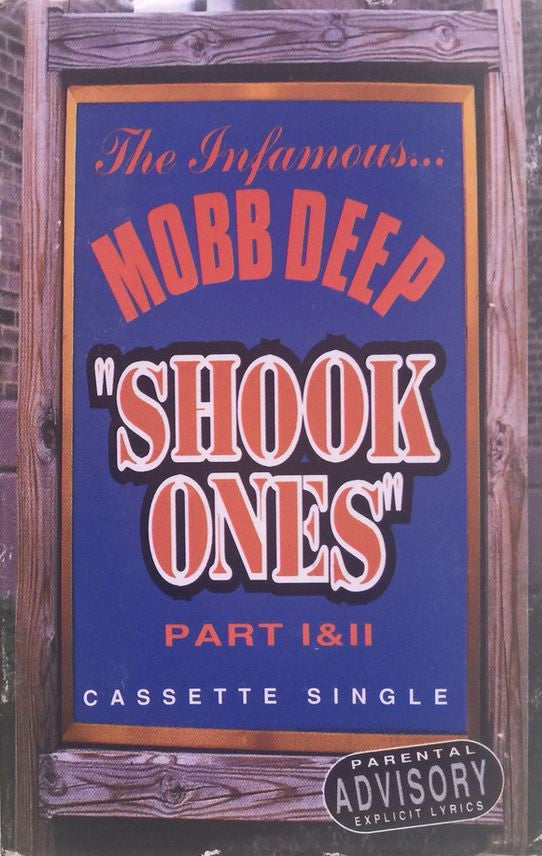 The Infamous...
MOBB DEEP
"SHOOK
ONES"
PART I&II
CASSETTE SINGLE
PARENTAL
ADVISORY
EXPLICIT LYRICS